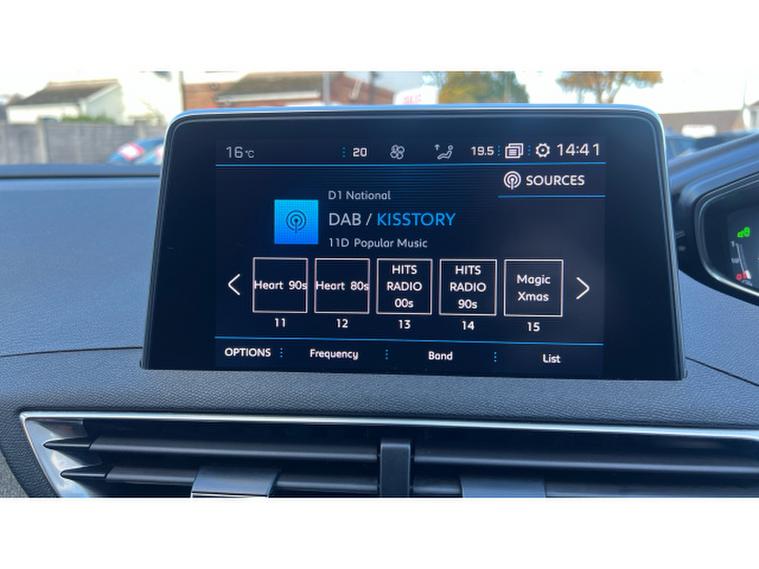 16°C 20 19.5 14:41
SOURCES
D1 National
DAB / KISSTORY
11D Popular Music
Heart 90s
Heart 80s
HITS RADIO 00s
HITS RADIO 90s
Magic Xmas
11 12 13 14 15
OPTIONS Frequency Band List